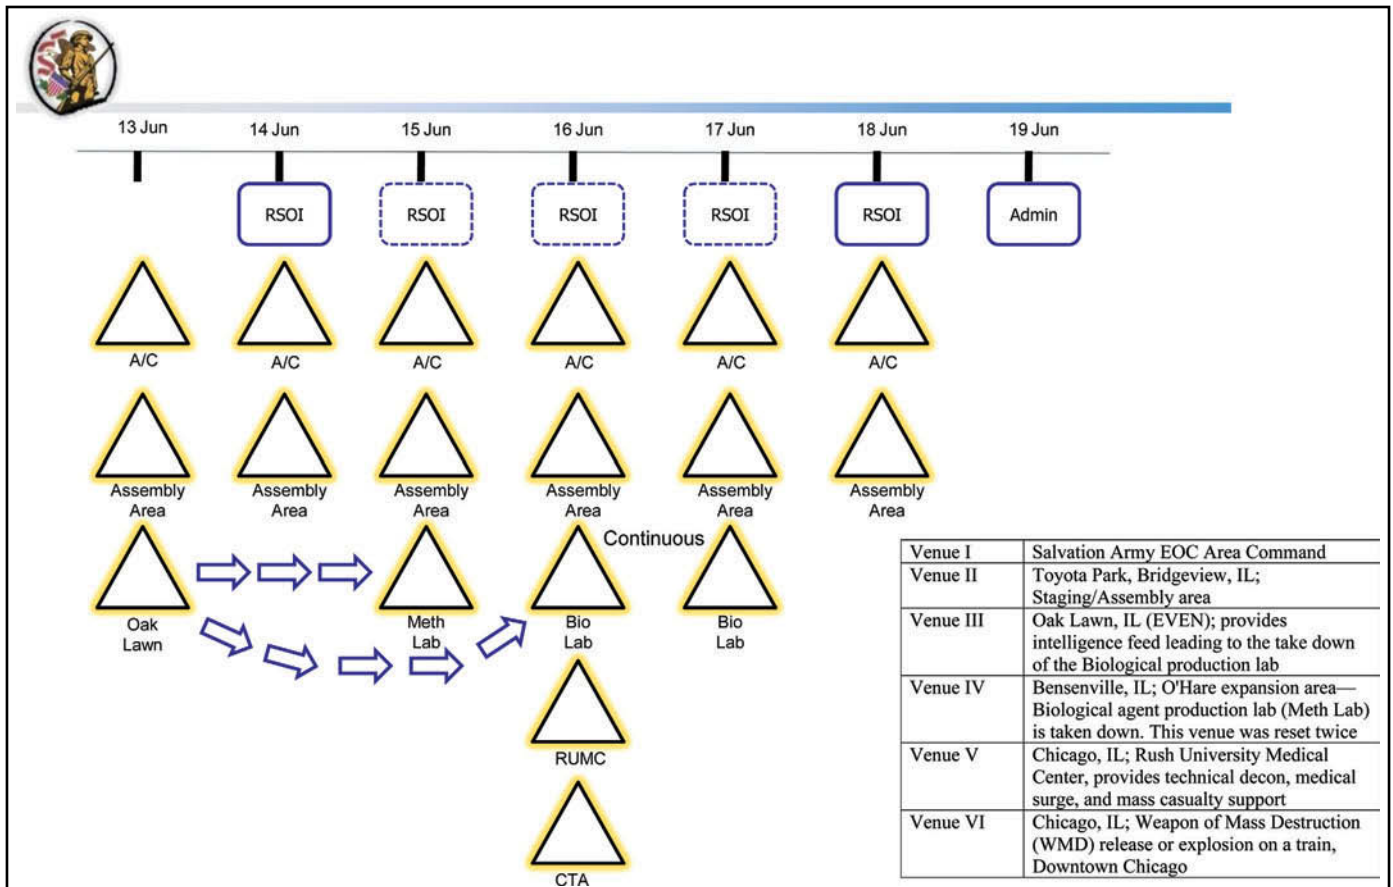 13 Jun 14 Jun 15 Jun 16 Jun 17 Jun 18 Jun 19 Jun
RSOI RSOI RSOI RSOI RSOI Admin
A/C A/C A/C A/C A/C A/C
Assembly Assembly Assembly Assembly Assembly Assembly
Area Area Area Area Area Area
Continuous
Oak Meth Bio Bio
Lawn Lab Lab Lab
RUMC
CTA
Venue I Salvation Army EOC Area Command
Venue II Toyota Park, Bridgeview, IL;
Staging/Assembly area
Venue III Oak Lawn, IL (EVEN); provides
intelligence feed leading to the take down
of the Biological production lab
Venue IV Bensenville, IL; O'Hare expansion area—
Biological agent production lab (Meth Lab)
is taken down. This venue was reset twice
Venue V Chicago, IL; Rush University Medical
Center, provides technical decon, medical
surge, and mass casualty support
Venue VI Chicago, IL; Weapon of Mass Destruction
(WMD) release or explosion on a train,
Downtown Chicago